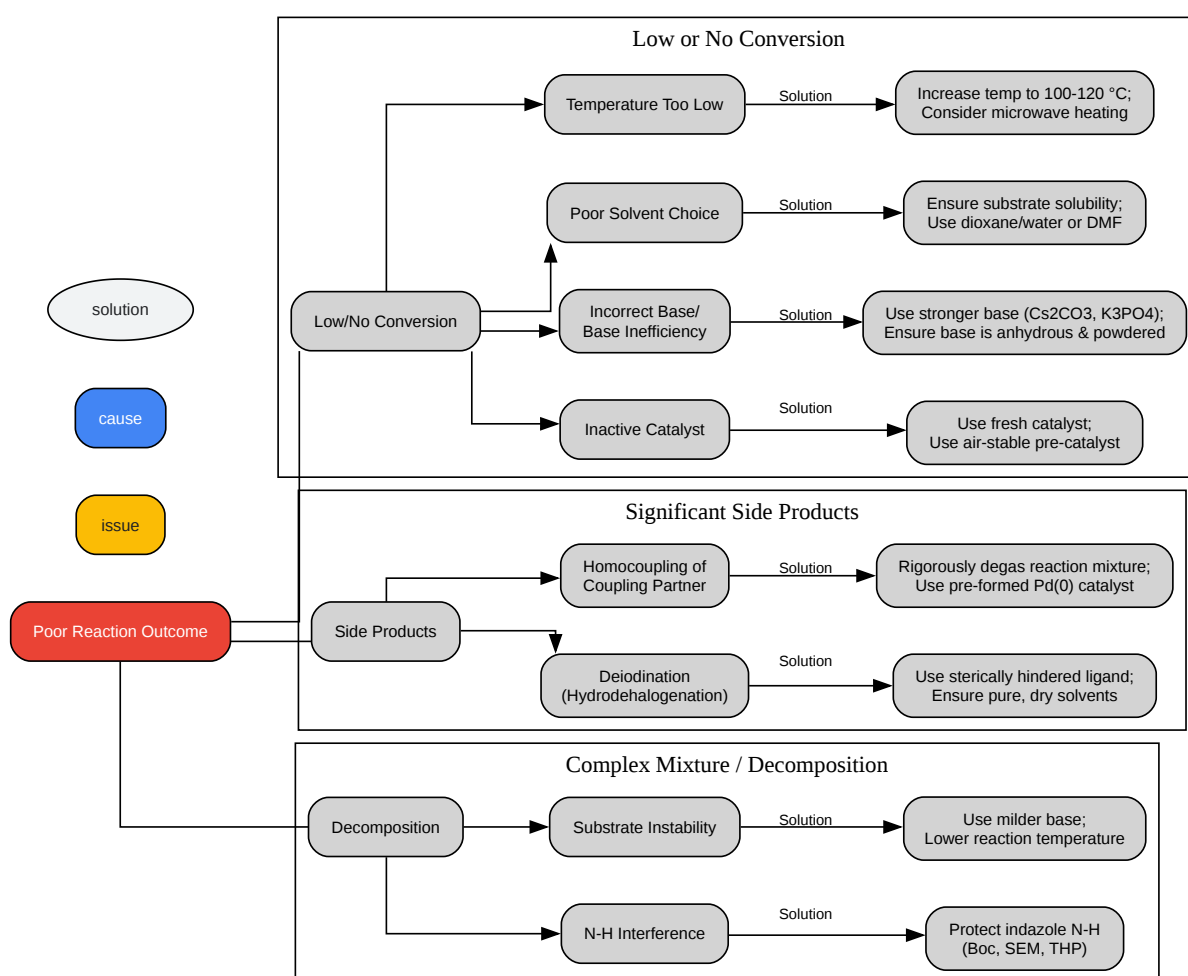 Low or No Conversion
Temperature Too Low
Solution
Increase temp to 100-120 °C;
Consider microwave heating
Poor Solvent Choice
Solution
Ensure substrate solubility;
Use dioxane/water or DMF
solution
Low/No Conversion
Incorrect Base/
Base Inefficiency
Solution
Use stronger base (Cs2CO3, K3PO4);
Ensure base is anhydrous & powdered
cause
Inactive Catalyst
Solution
Use fresh catalyst;
Use air-stable pre-catalyst
issue
Significant Side Products
Homocoupling of
Coupling Partner
Solution
Rigorously degas reaction mixture;
Use pre-formed Pd(0) catalyst
Poor Reaction Outcome
Side Products
Deiodination
(Hydrodehalogenation)
Solution
Use sterically hindered ligand;
Ensure pure, dry solvents
Complex Mixture / Decomposition
Decomposition
Substrate Instability
Solution
Use milder base;
Lower reaction temperature
N-H Interference
Solution
Protect indazole N-H
(Boc, SEM, THP)